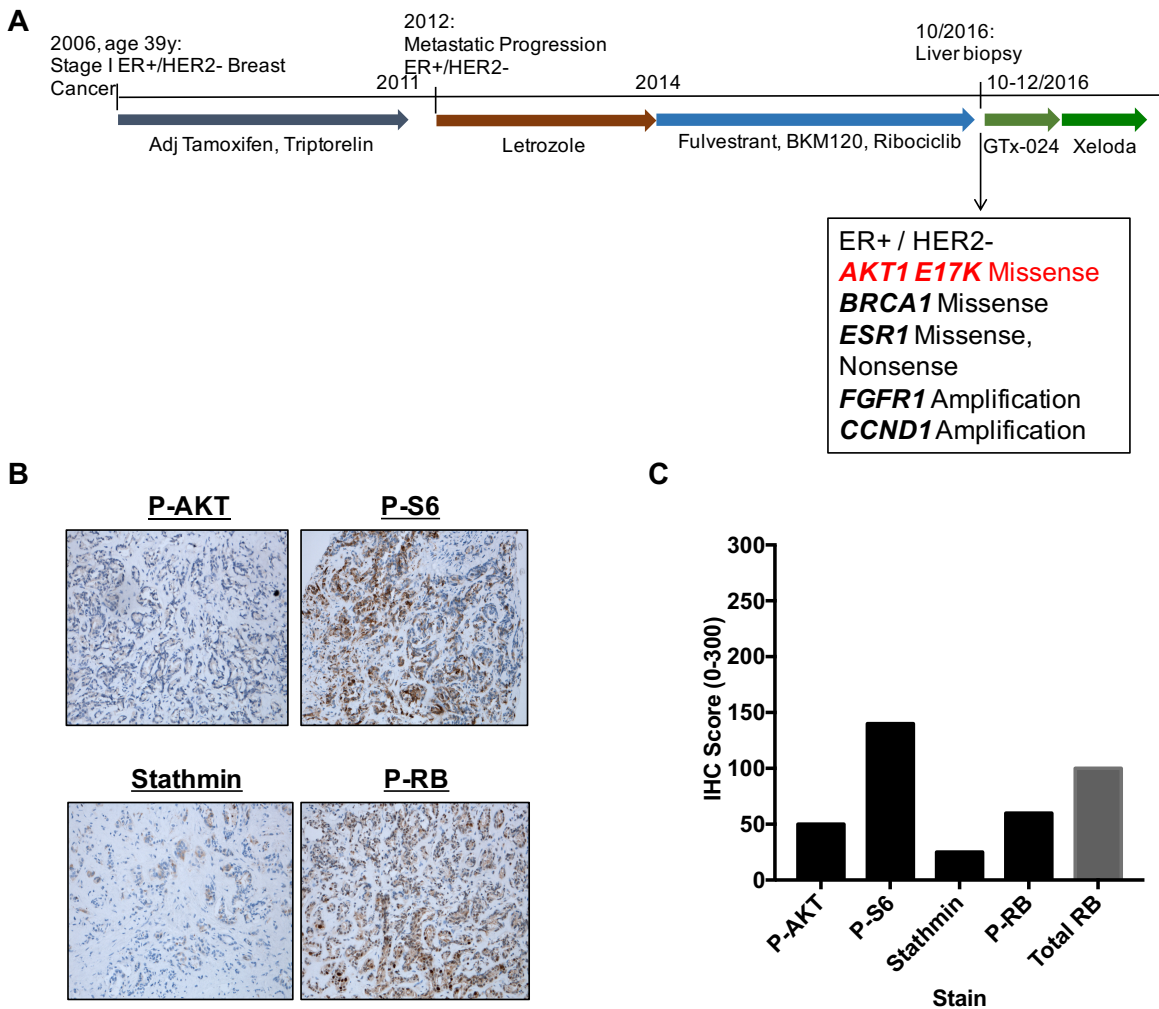 A
2006, age 39y:
Stage I ER+/HER2- Breast
Cancer
2011
2012:
Metastatic Progression
ER+/HER2-
2014
10/2016:
Liver biopsy
10-12/2016
Adj Tamoxifen, Triptorelin
Letrozole
Fulvestrant, BKM120, Ribociclib
GTx-024
Xeloda
ER+ / HER2-
AKT1 E17K Missense
BRCA1 Missense
ESR1 Missense,
Nonsense
FGFR1 Amplification
CCND1 Amplification
B
P-AKT
P-S6
Stathmin
P-RB
C
IHC Score (0-300)
300
250
200
150
100
50
0
P-AKT
P-S6
Stathmin
P-RB
Total RB
Stain